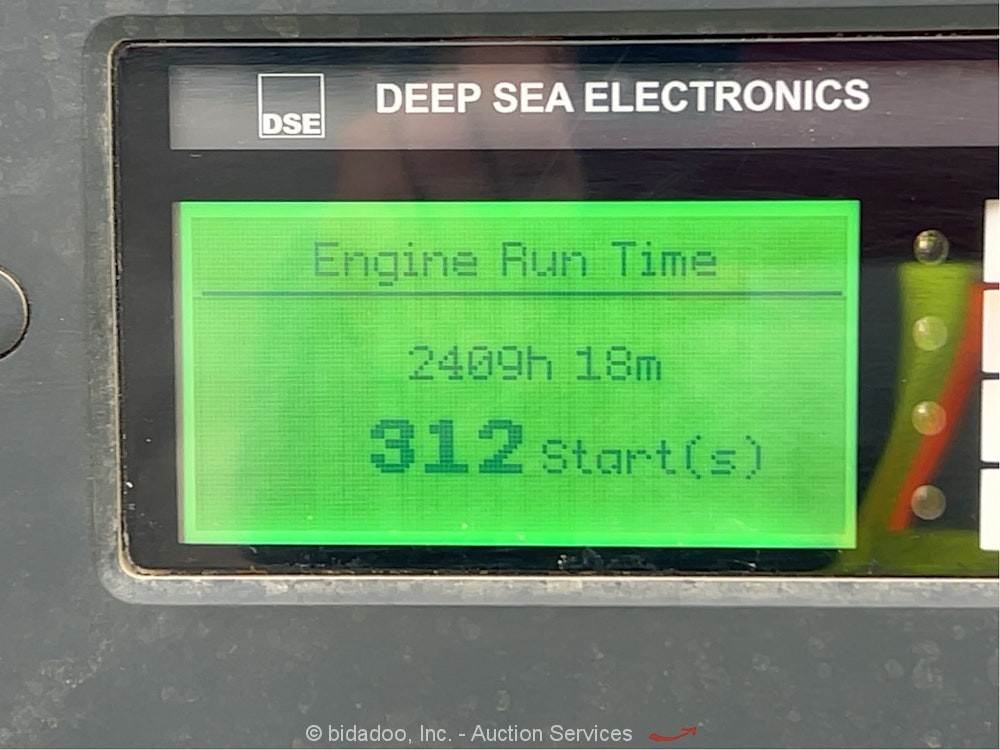 DSE
DEEP SEA ELECTRONICS
Engine Run Time
2409h 18m
312 Start(s)
© bidadoo, Inc. - Auction Services